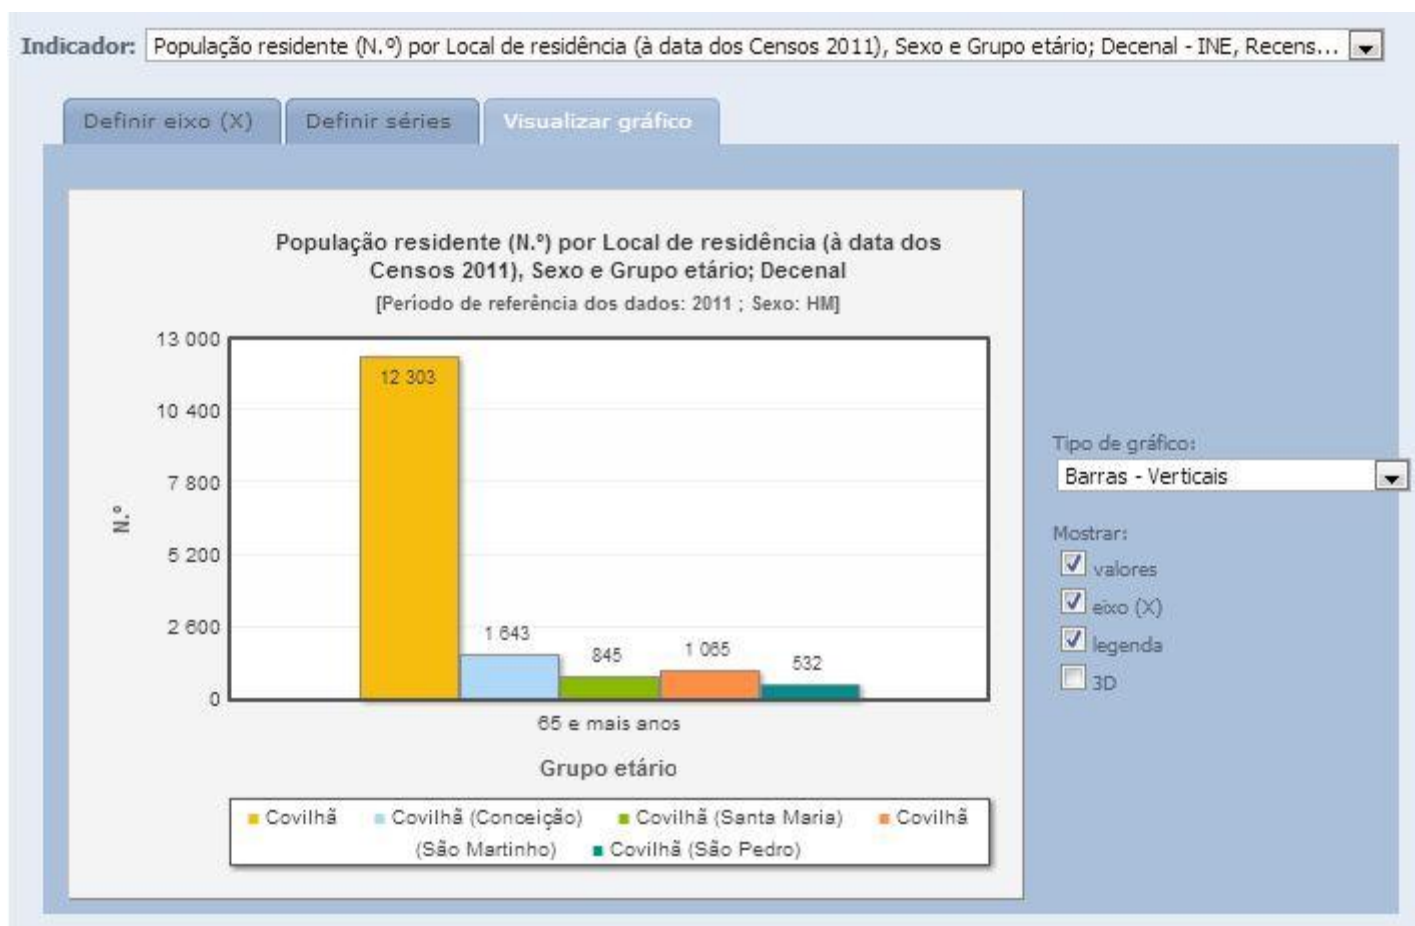 Indicador: População residente (N.º) por Local de residência (à data dos Censos 2011), Sexo e Grupo etário; Decenal - INE, Recens...
Definir eixo (X) Definir séries Visualizar gráfico
População residente (N.º) por Local de residência (à data dos
Censos 2011), Sexo e Grupo etário; Decenal
[Período de referência dos dados: 2011 ; Sexo: HM]
13 000
10 400
7 800
5 200
2 600
0
N.º
12 303
1 643
845
1 065
532
65 e mais anos
Grupo etário
Covilhã Covilhã (Conceição) Covilhã (Santa Maria) Covilhã
(São Martinho) Covilhã (São Pedro)
Tipo de gráfico:
Barras - Verticais
Mostrar:
valores
eixo (X)
legenda
3D